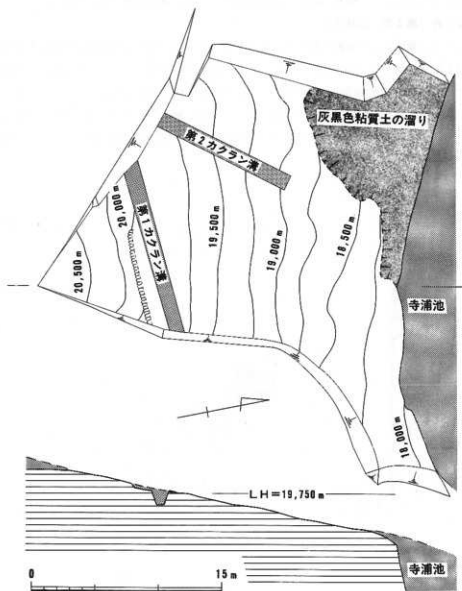 灰黒色粘質土の溜り
第2カクラン溝
第1カクラン溝
20,500m
20,000m
19,500m
19,000m
18,500m
寺浦池
18,000m
LH=19,750m
寺浦池
0 15m